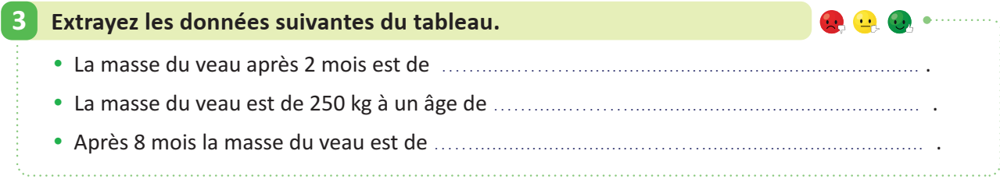 3 Extrayez les données suivantes du tableau.
• La masse du veau après 2 mois est de ........................................ .
• La masse du veau est de 250 kg à un âge de ........................................ .
• Après 8 mois la masse du veau est de ........................................ .